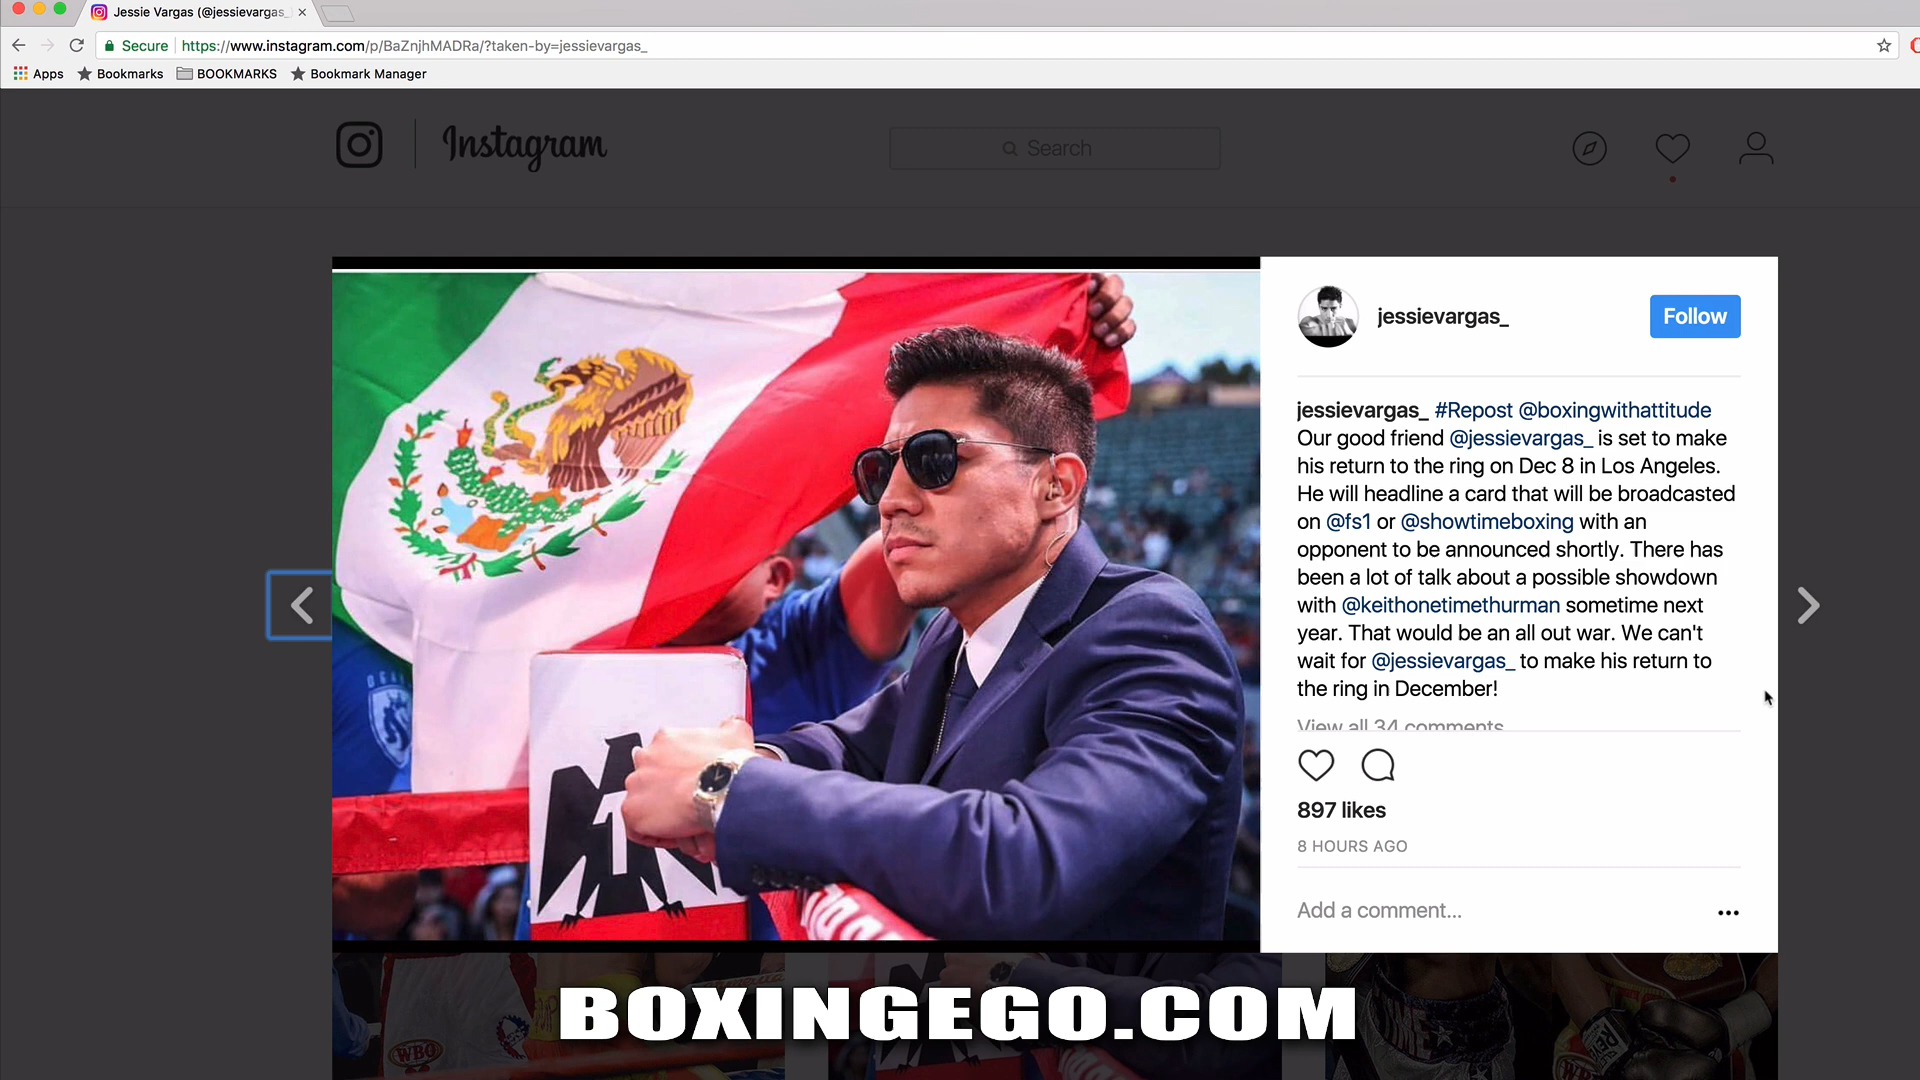 Jessie Vargas (@jessievargas_
Secure
https://www.instagram.com/p/BaZnjhMADRa/?taken-by=jessievargas_
Apps
Bookmarks
BOOKMARKS
Bookmark Manager
Instagram
Search
jessievargas_
Follow
jessievargas_ #Repost @boxingwithattitude
Our good friend @jessievargas_ is set to make
his return to the ring on Dec 8 in Los Angeles.
He will headline a card that will be broadcasted
on @fs1 or @showtimeboxing with an
opponent to be announced shortly. There has
been a lot of talk about a possible showdown
with @keithonetimethurman sometime next
year. That would be an all out war. We can't
wait for @jessievargas_ to make his return to
the ring in December!
View all 34 comments
897 likes
8 HOURS AGO
Add a comment...
WBO
BOXINGEGO.COM